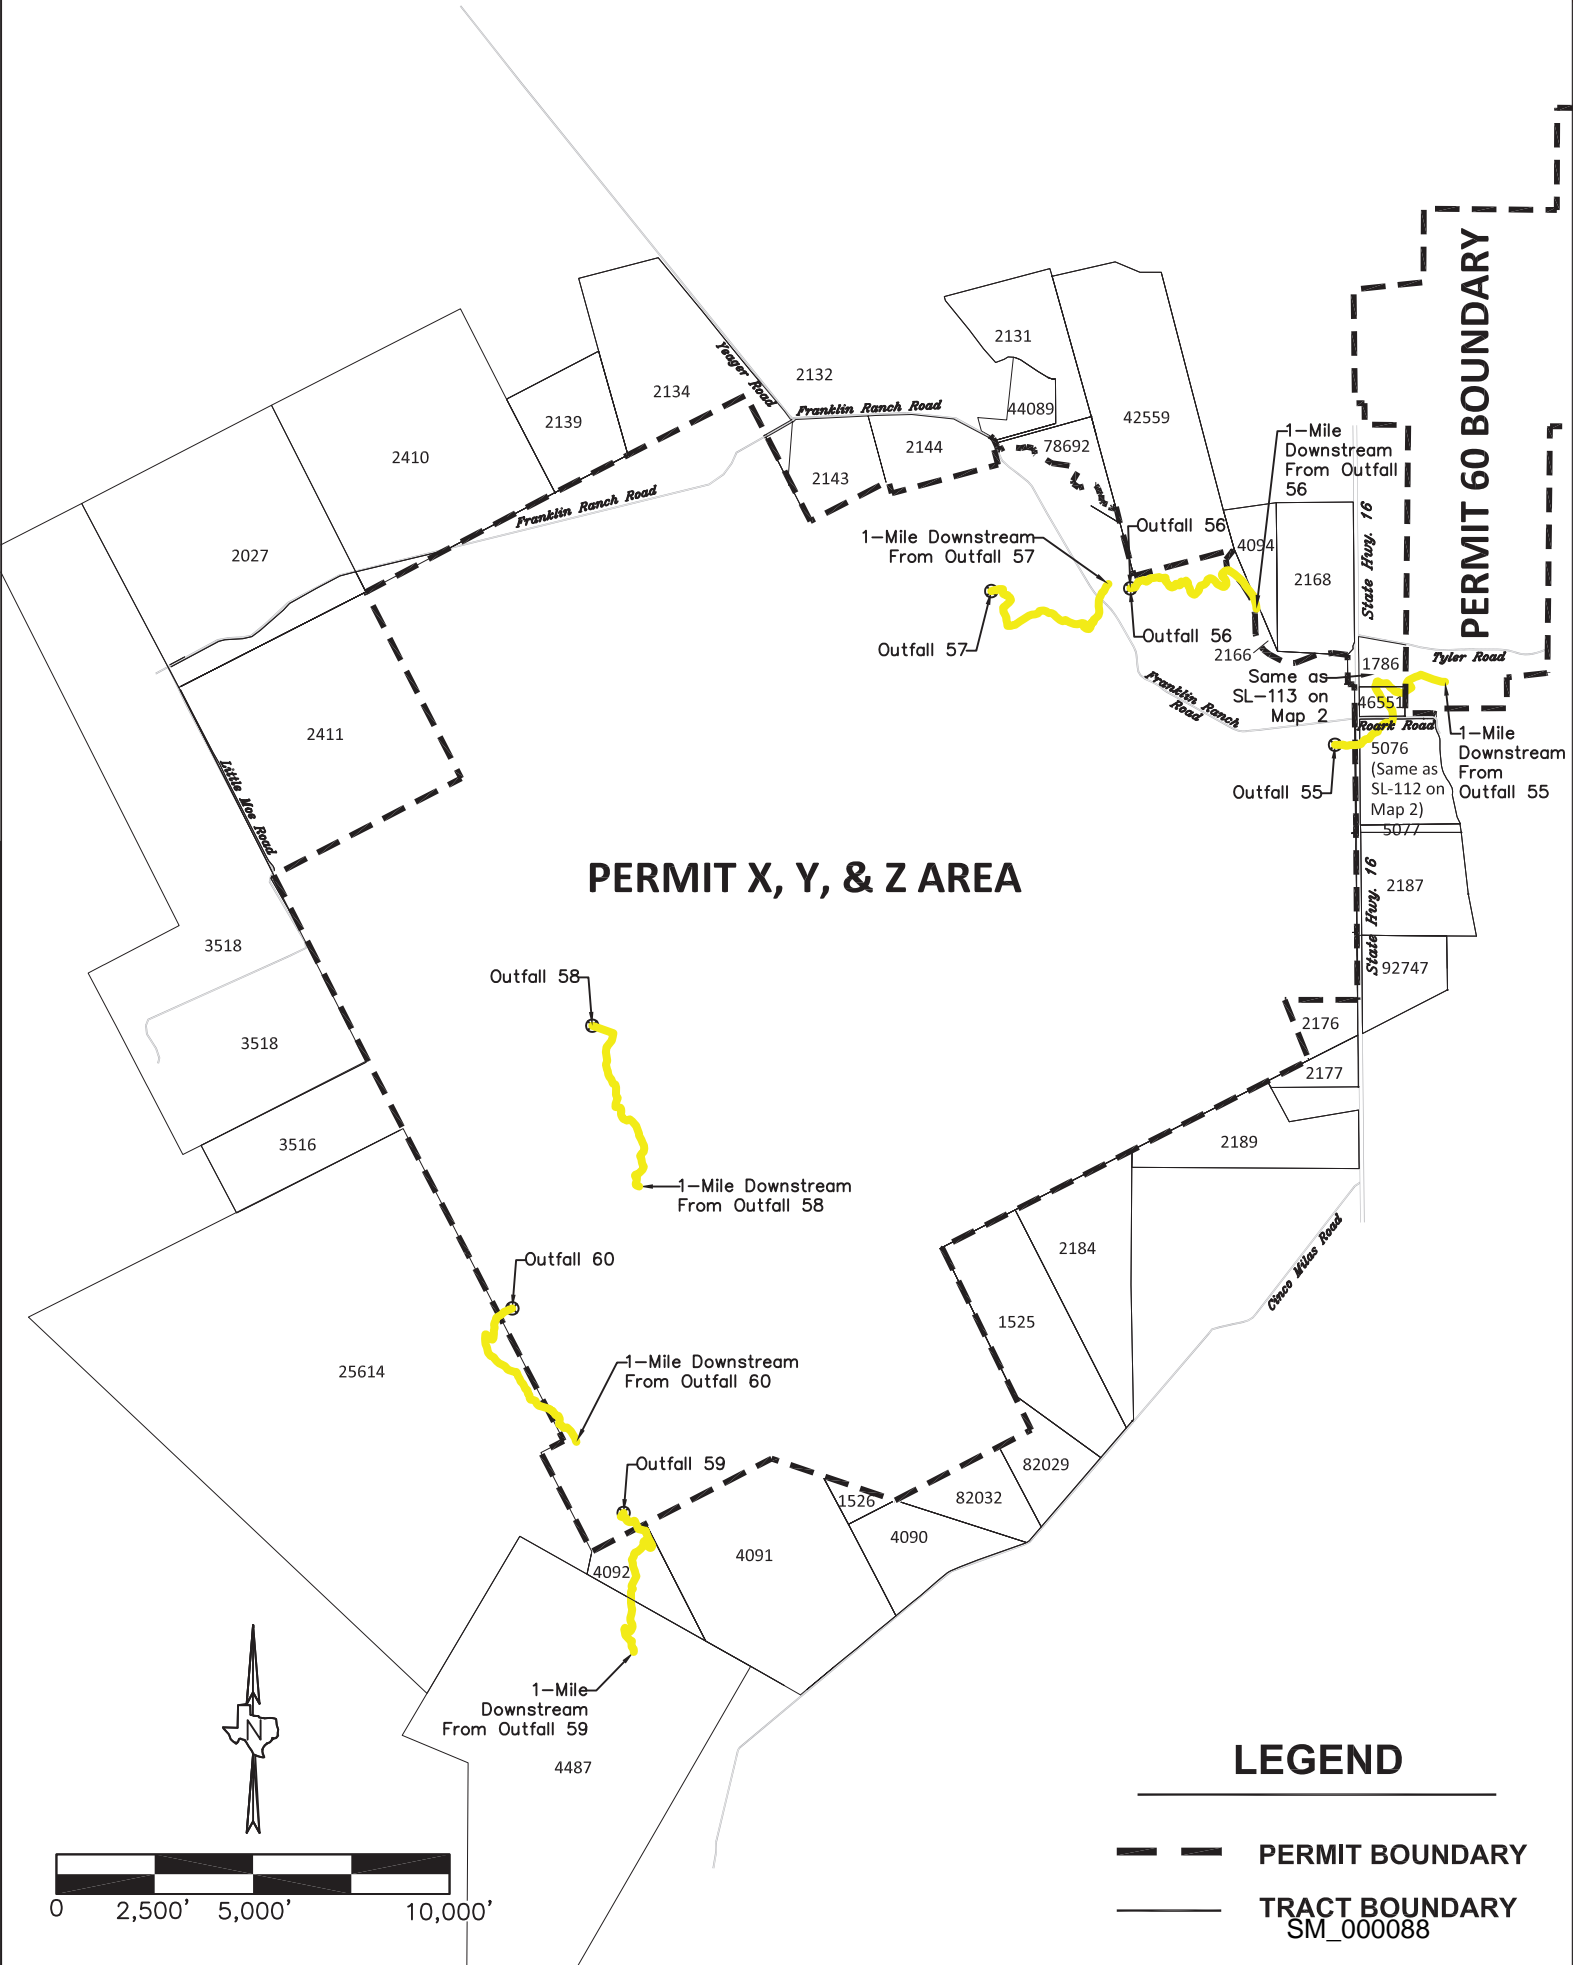 PERMIT 60 BOUNDARY
Yeager Road
2132
2131
2134
2139
44089
Franklin Ranch Road
42559
2410
2144
78692
2143
1-Mile
Downstream
From Outfall
56
Franklin Ranch Road
State Hwy. 16
2027
1-Mile Downstream
From Outfall 57
Outfall 56
4094
2168
Outfall 57
Outfall 56
2166
Tyler Road
1786
Same as
SL-113 on
Map 2
46551
Franklin Ranch
Road
Roark Road
2411
1-Mile
Downstream
From
Outfall 55
5076
(Same as
SL-112 on
Map 2)
5077
Outfall 55
Little Moe Road
PERMIT X, Y, & Z AREA
2187
State Hwy. 16
3518
92747
Outfall 58
2176
3518
2177
3516
2189
1-Mile Downstream
From Outfall 58
2184
Outfall 60
Cinco Milas Road
1525
25614
1-Mile Downstream
From Outfall 60
Outfall 59
82029
1526
82032
4090
4091
4092
1-Mile
Downstream
From Outfall 59
4487
N
0 2,500' 5,000' 10,000'
LEGEND
PERMIT BOUNDARY
TRACT BOUNDARY
SM_000088